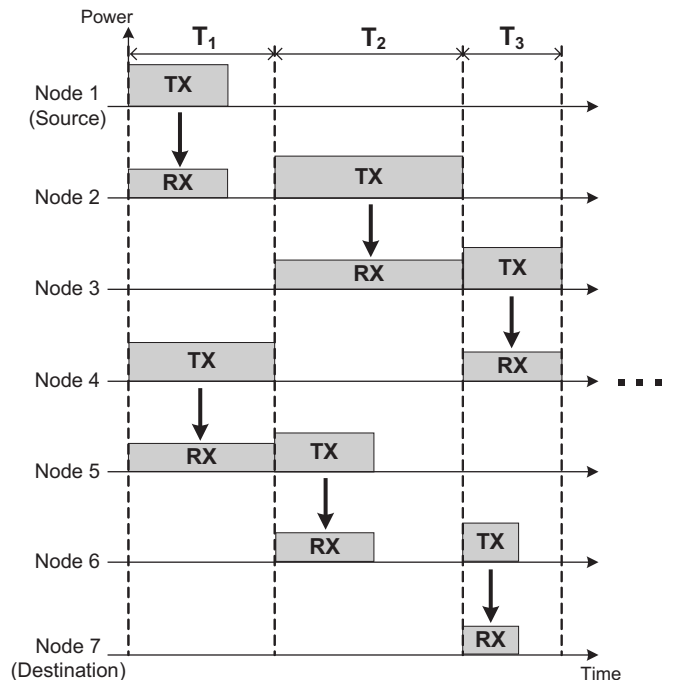 Power
T1
T2
T3
Node 1
(Source)
TX
Node 2
RX
TX
Node 3
RX
TX
Node 4
TX
RX
Node 5
RX
TX
Node 6
RX
TX
Node 7
(Destination)
RX
Time